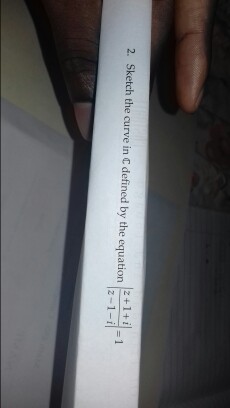 2. Sketch the curve in ℂ defined by the equation |z + 1 + i / z − 1 − i| = 1